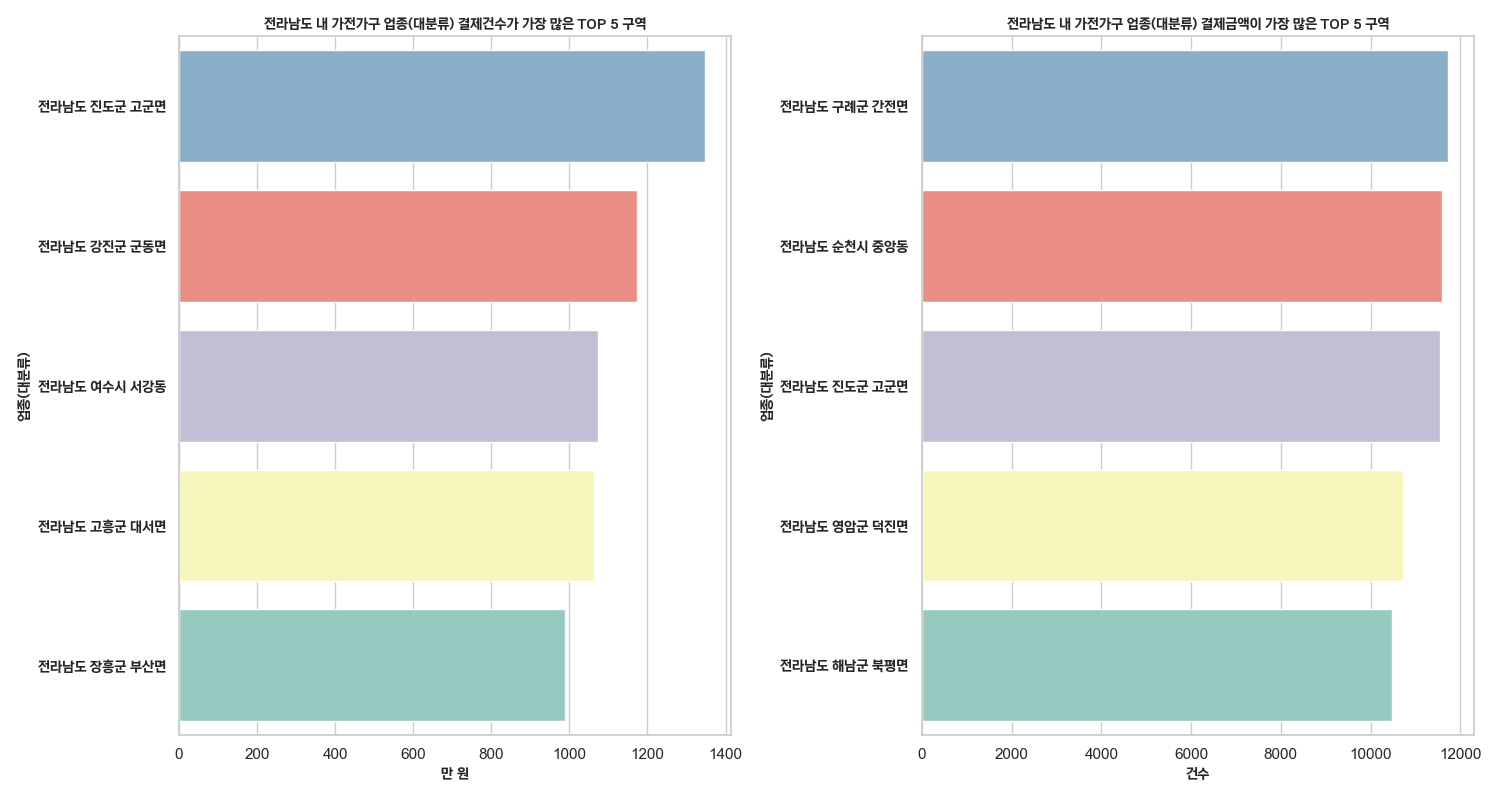 전라남도 내 가전가구 업종(대분류) 결제건수가 가장 많은 TOP 5 구역
업종(대분류)
전라남도 진도군 고군면
전라남도 강진군 군동면
전라남도 여수시 서강동
전라남도 고흥군 대서면
전라남도 장흥군 부산면
0 200 400 600 800 1000 1200 1400
만 원
전라남도 내 가전가구 업종(대분류) 결제금액이 가장 많은 TOP 5 구역
업종(대분류)
전라남도 구례군 간전면
전라남도 순천시 중앙동
전라남도 진도군 고군면
전라남도 영암군 덕진면
전라남도 해남군 북평면
0 2000 4000 6000 8000 10000 12000
건수